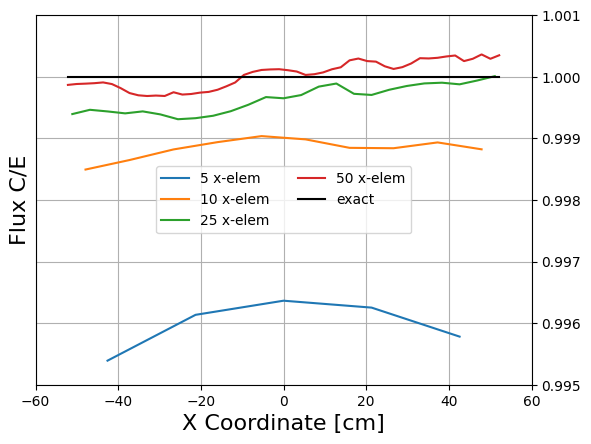 1.001
1.000
0.999
0.998
0.997
0.996
0.995
Flux C/E
5 x-elem
10 x-elem
25 x-elem
50 x-elem
exact
−60 −40 −20 0 20 40 60
X Coordinate [cm]